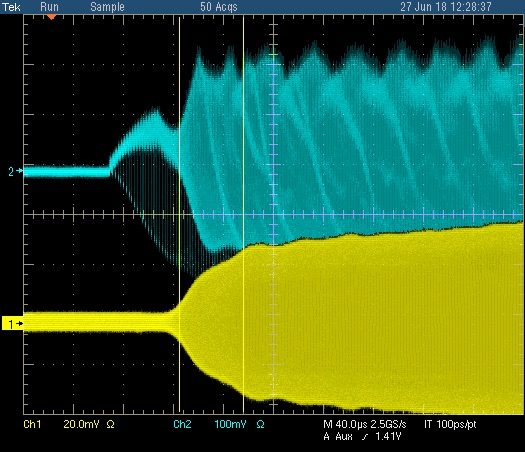 Tek Run Sample 50 Acqs 27 Jun 18 12:28:37
2
1
Ch1 20.0mV Ω Ch2 100mV Ω M 40.0µs 2.5GS/s IT 100ps/pt
A Aux ⁄ 1.41V